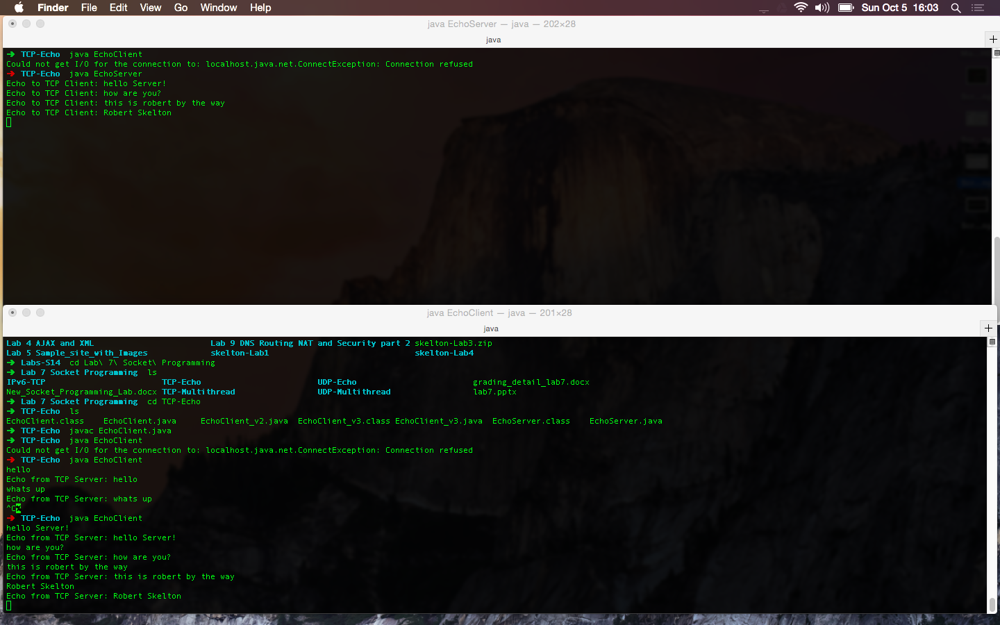 Finder File Edit View Go Window Help Sun Oct 5 16:03
java EchoServer — java — 202×28
java
➜ TCP-Echo java EchoClient
Could not get I/O for the connection to: localhost.java.net.ConnectException: Connection refused
➜ TCP-Echo java EchoServer
Echo to TCP Client: hello Server!
Echo to TCP Client: how are you?
Echo to TCP Client: this is robert by the way
Echo to TCP Client: Robert Skelton
java EchoClient — java — 201×28
java
Lab 4 AJAX and XML Lab 9 DNS Routing NAT and Security part 2 skelton-Lab3.zip
Lab 5 Sample_site_with_Images skelton-Lab1 skelton-Lab4
➜ Labs-S14 cd Lab\ 7\ Socket\ Programming
➜ Lab 7 Socket Programming ls
IPv6-TCP TCP-Echo UDP-Echo grading_detail_lab7.docx
New_Socket_Programming_Lab.docx TCP-Multithread UDP-Multithread lab7.pptx
➜ Lab 7 Socket Programming cd TCP-Echo
➜ TCP-Echo ls
EchoClient.class EchoClient.java EchoClient_v2.java EchoClient_v3.class EchoClient_v3.java EchoServer.class EchoServer.java
➜ TCP-Echo javac EchoClient.java
➜ TCP-Echo java EchoClient
Could not get I/O for the connection to: localhost.java.net.ConnectException: Connection refused
➜ TCP-Echo java EchoClient
hello
Echo from TCP Server: hello
whats up
Echo from TCP Server: whats up
^C
➜ TCP-Echo java EchoClient
hello Server!
Echo from TCP Server: hello Server!
how are you?
Echo from TCP Server: how are you?
this is robert by the way
Echo from TCP Server: this is robert by the way
Robert Skelton
Echo from TCP Server: Robert Skelton